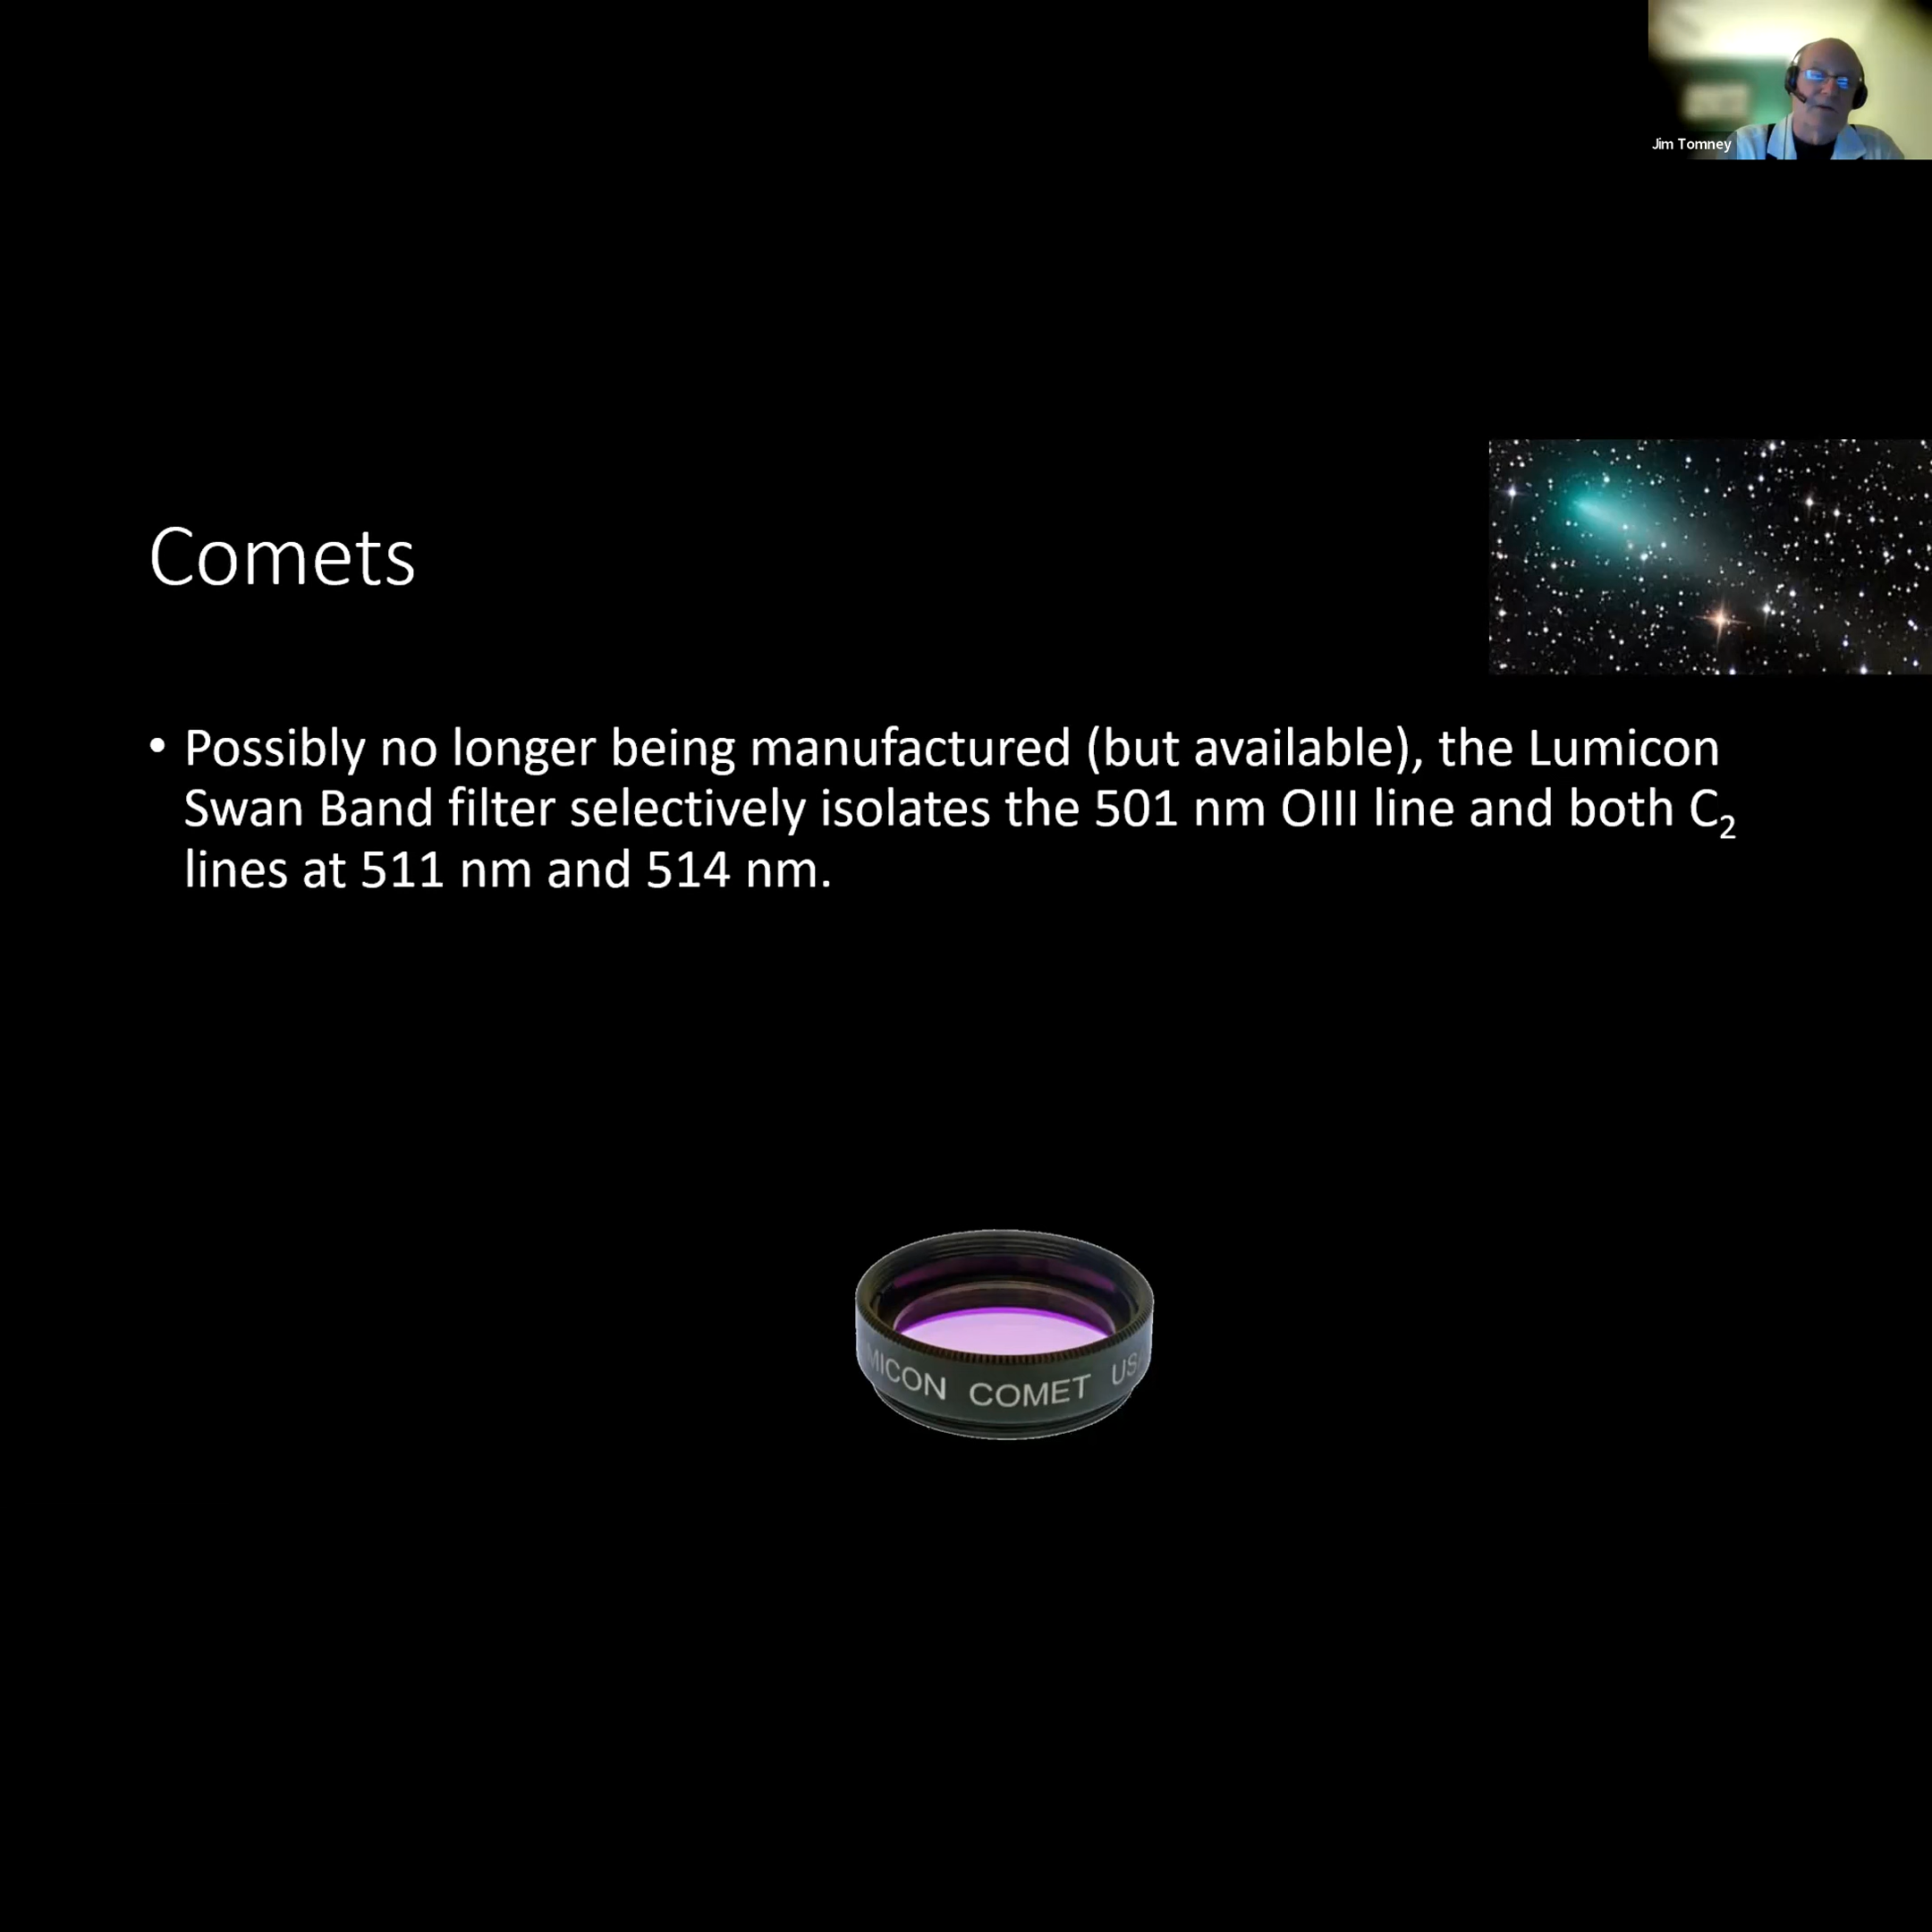 Jim Tomney
Comets
• Possibly no longer being manufactured (but available), the Lumicon
Swan Band filter selectively isolates the 501 nm OIII line and both C₂
lines at 511 nm and 514 nm.
MICON COMET US